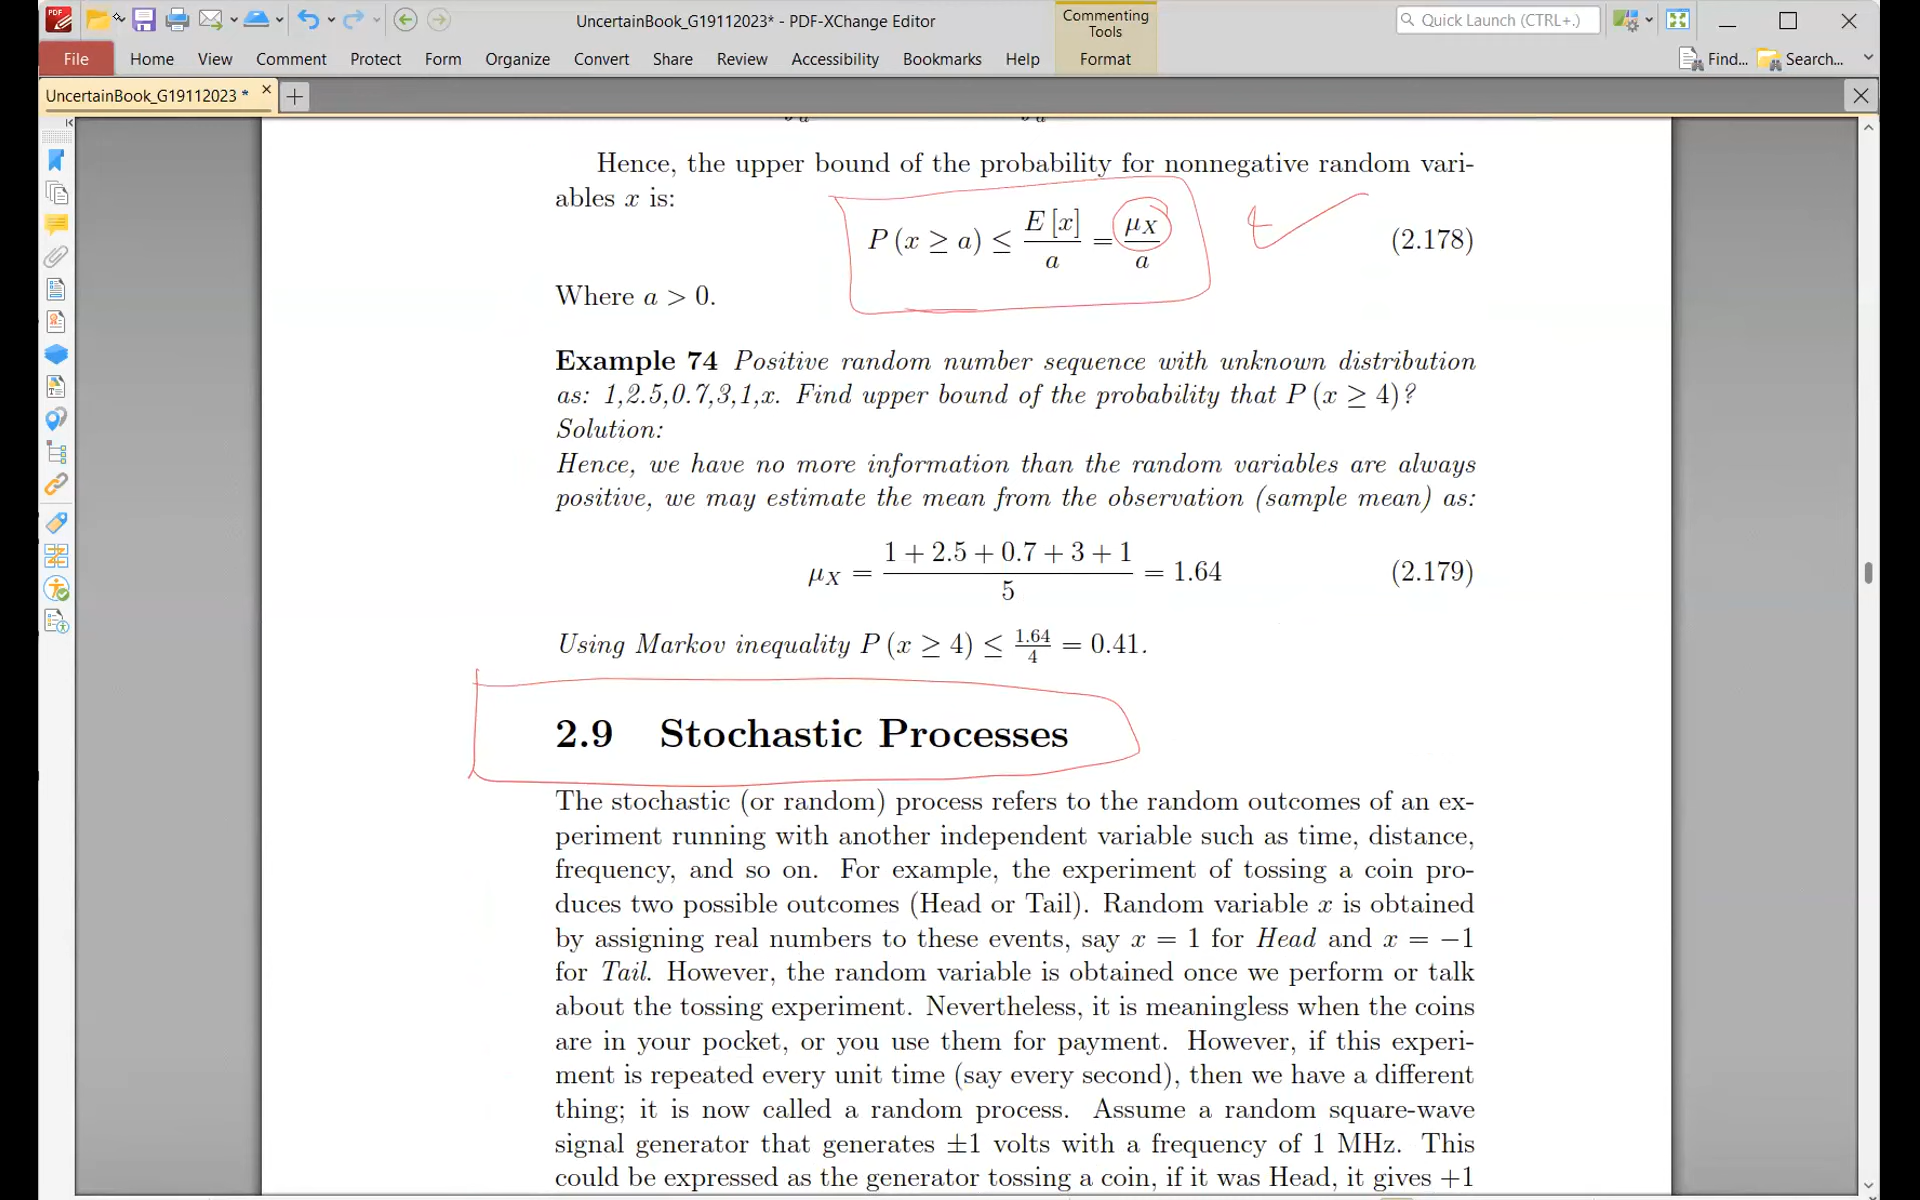 UncertainBook_G19112023* - PDF-XChange Editor
Commenting Tools
Quick Launch (CTRL+.)
File Home View Comment Protect Form Organize Convert Share Review Accessibility Bookmarks Help Format Find... Search...
UncertainBook_G19112023 *
Hence, the upper bound of the probability for nonnegative random vari-
ables x is:
P (x ≥ a) ≤ E [x] / a = μX / a (2.178)
Where a > 0.
Example 74 Positive random number sequence with unknown distribution
as: 1,2.5,0.7,3,1,x. Find upper bound of the probability that P (x ≥ 4)?
Solution:
Hence, we have no more information than the random variables are always
positive, we may estimate the mean from the observation (sample mean) as:
μX = 1 + 2.5 + 0.7 + 3 + 1 / 5 = 1.64 (2.179)
Using Markov inequality P (x ≥ 4) ≤ 1.64/4 = 0.41.
2.9 Stochastic Processes
The stochastic (or random) process refers to the random outcomes of an ex-
periment running with another independent variable such as time, distance,
frequency, and so on. For example, the experiment of tossing a coin pro-
duces two possible outcomes (Head or Tail). Random variable x is obtained
by assigning real numbers to these events, say x = 1 for Head and x = −1
for Tail. However, the random variable is obtained once we perform or talk
about the tossing experiment. Nevertheless, it is meaningless when the coins
are in your pocket, or you use them for payment. However, if this experi-
ment is repeated every unit time (say every second), then we have a different
thing; it is now called a random process. Assume a random square-wave
signal generator that generates ±1 volts with a frequency of 1 MHz. This
could be expressed as the generator tossing a coin, if it was Head, it gives +1